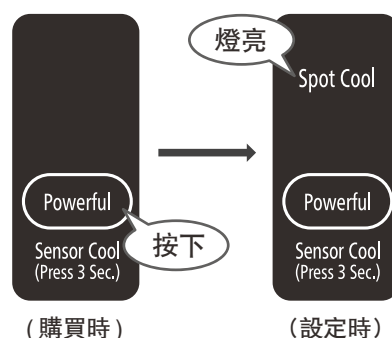 Powerful
按下
Sensor Cool
(Press 3 Sec.)
(購買時)
燈亮
Spot Cool
Powerful
Sensor Cool
(Press 3 Sec.)
（設定時）